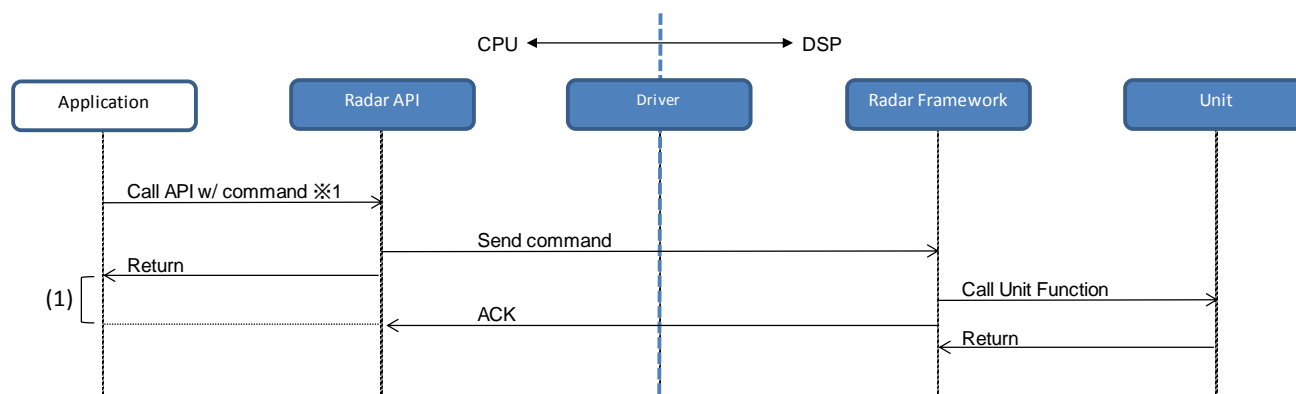 CPU DSP
Application Radar API Driver Radar Framework Unit
Call API w/ command ※1
Send command
Return
Call Unit Function
(1)
ACK
Return